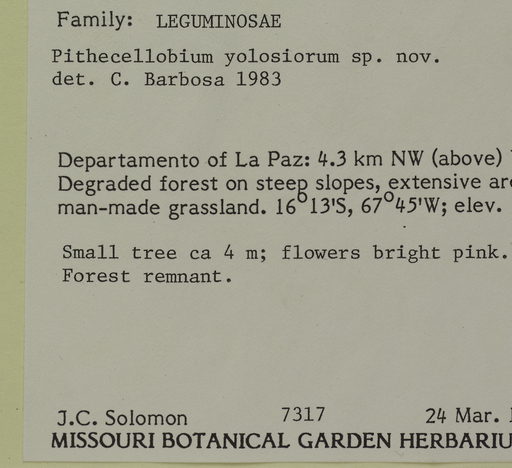 Family: LEGUMINOSAE
Pithecellobium yolosiorum sp. nov.
det. C. Barbosa 1983
Departamento of La Paz: 4.3 km NW (above)
Degraded forest on steep slopes, extensive
man-made grassland. 16°13'S, 67°45'W; elev.
Small tree ca 4 m; flowers bright pink.
Forest remnant.
J.C. Solomon 7317 24 Mar.
MISSOURI BOTANICAL GARDEN